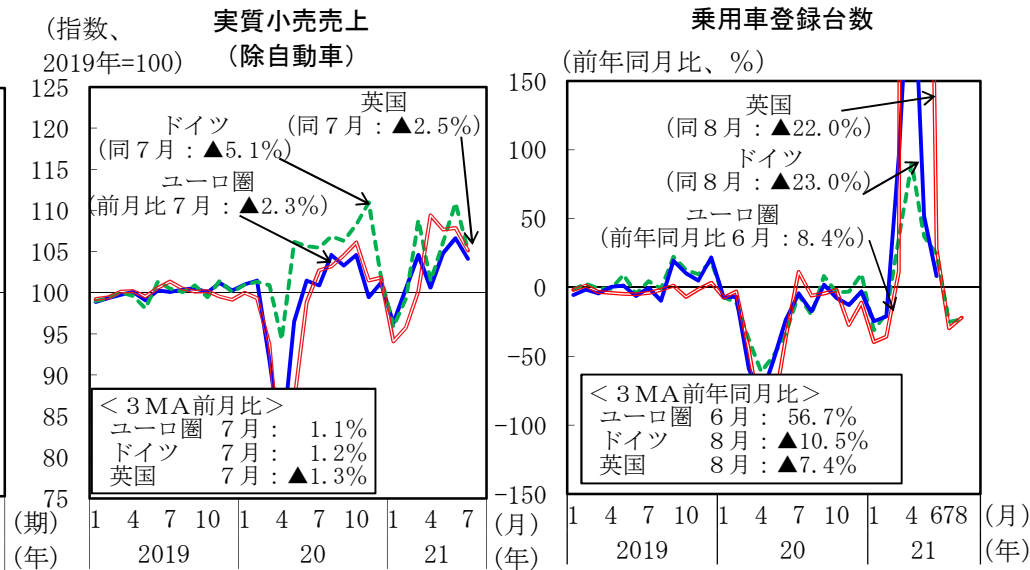 実質小売売上
（除自動車）
（指数、
2019年=100）
英国
（同７月：▲2.5%）
ドイツ
（同７月：▲5.1%）
ユーロ圏
（前月比７月：▲2.3%）
125
120
115
110
105
100
95
90
85
80
75
＜３MA前月比＞
ユーロ圏 ７月： 1.1%
ドイツ ７月： 1.2%
英国 ７月：▲1.3%
（期）
（年）
1 4 7 10 1 4 7 10 1 4 7 （月）
2019 20 21 （年）
乗用車登録台数
（前年同月比、%）
英国
（同８月：▲22.0%）
ドイツ
（同８月：▲23.0%）
ユーロ圏
（前年同月比６月：8.4%）
150
100
50
0
−50
−100
−150
＜３MA前年同月比＞
ユーロ圏 ６月： 56.7%
ドイツ ８月：▲10.5%
英国 ８月：▲7.4%
1 4 7 10 1 4 7 10 1 4 678 （月）
2019 20 21 （年）